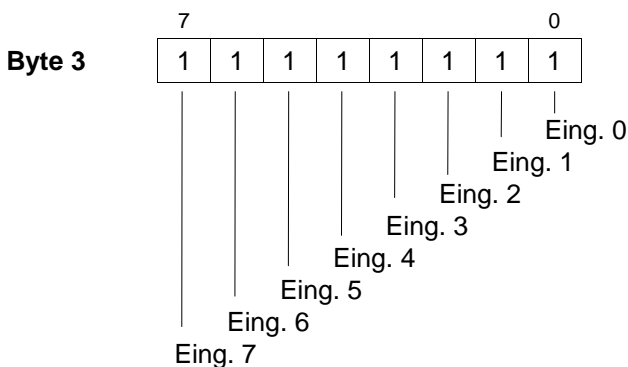 7 0
Byte 3 1 1 1 1 1 1 1 1
Eing. 0
Eing. 1
Eing. 2
Eing. 3
Eing. 4
Eing. 5
Eing. 6
Eing. 7